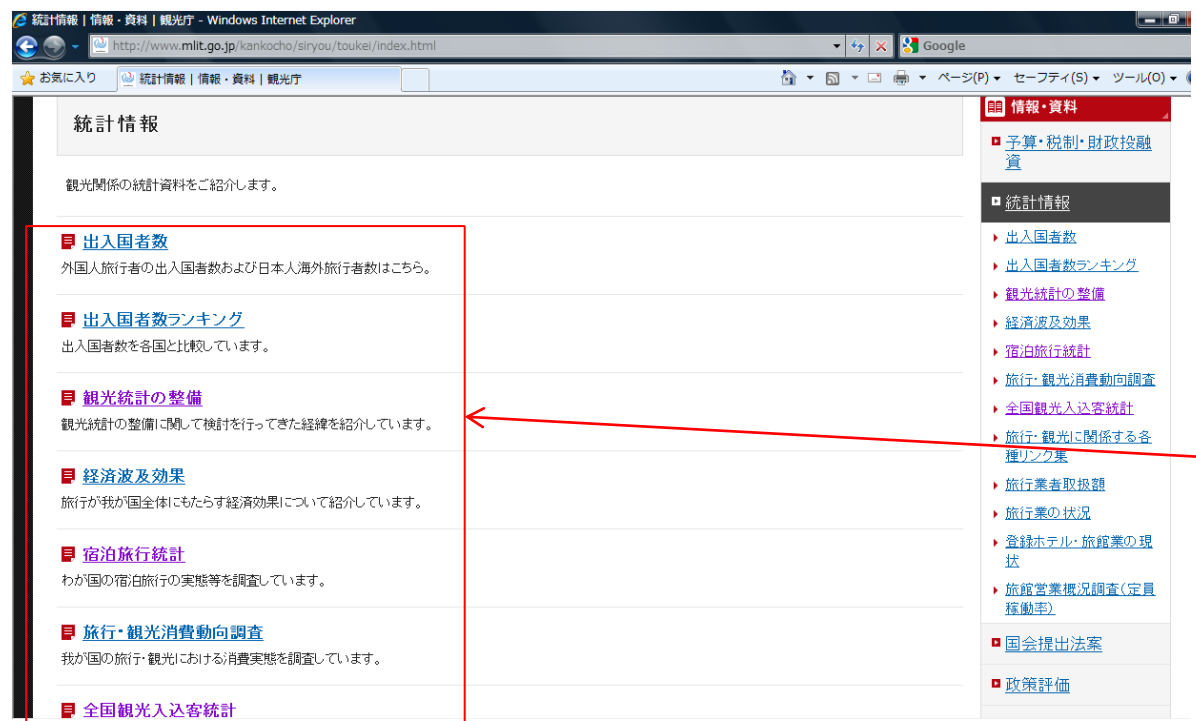 統計情報 | 情報・資料 | 観光庁 - Windows Internet Explorer
http://www.mlit.go.jp/kankocho/siryou/toukei/index.html
Google
お気に入り
統計情報 | 情報・資料 | 観光庁
ページ(P)
セーフティ(S)
ツール(O)
統計情報
観光関係の統計資料をご紹介します。
出入国者数
外国人旅行者の出入国者数および日本人海外旅行者数はこちら。
出入国者数ランキング
出入国者数を各国と比較しています。
観光統計の整備
観光統計の整備に関して検討を行ってきた経緯を紹介しています。
経済波及効果
旅行が我が国全体にもたらす経済効果について紹介しています。
宿泊旅行統計
わが国の宿泊旅行の実態等を調査しています。
旅行・観光消費動向調査
我が国の旅行・観光における消費実態を調査しています。
全国観光入込客統計
情報・資料
予算・税制・財政投融
資
統計情報
出入国者数
出入国者数ランキング
観光統計の整備
経済波及効果
宿泊旅行統計
旅行・観光消費動向調査
全国観光入込客統計
旅行・観光に関係する各
種リンク集
旅行業者取扱額
旅行業の状況
登録ホテル・旅館業の現
状
旅館営業概況調査(定員
稼働率)
国会提出法案
政策評価